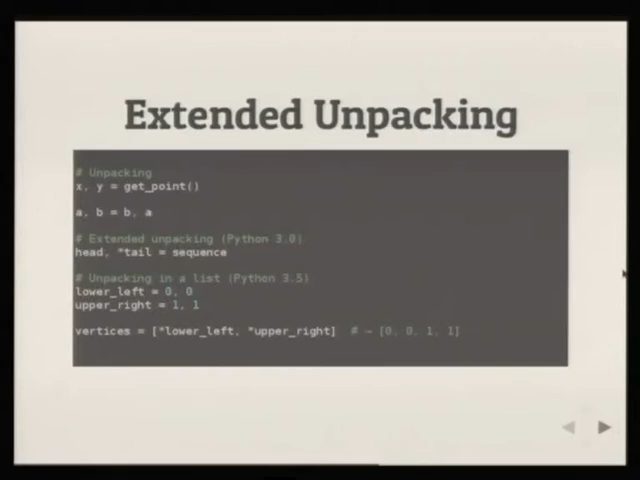 Extended Unpacking
# Unpacking
x, y = get_point()
a, b = b, a
# Extended unpacking (Python 3.0)
head, *tail = sequence
# Unpacking in a list (Python 3.5)
lower_left = 0, 0
upper_right = 1, 1
vertices = [*lower_left, *upper_right]  # → [0, 0, 1, 1]